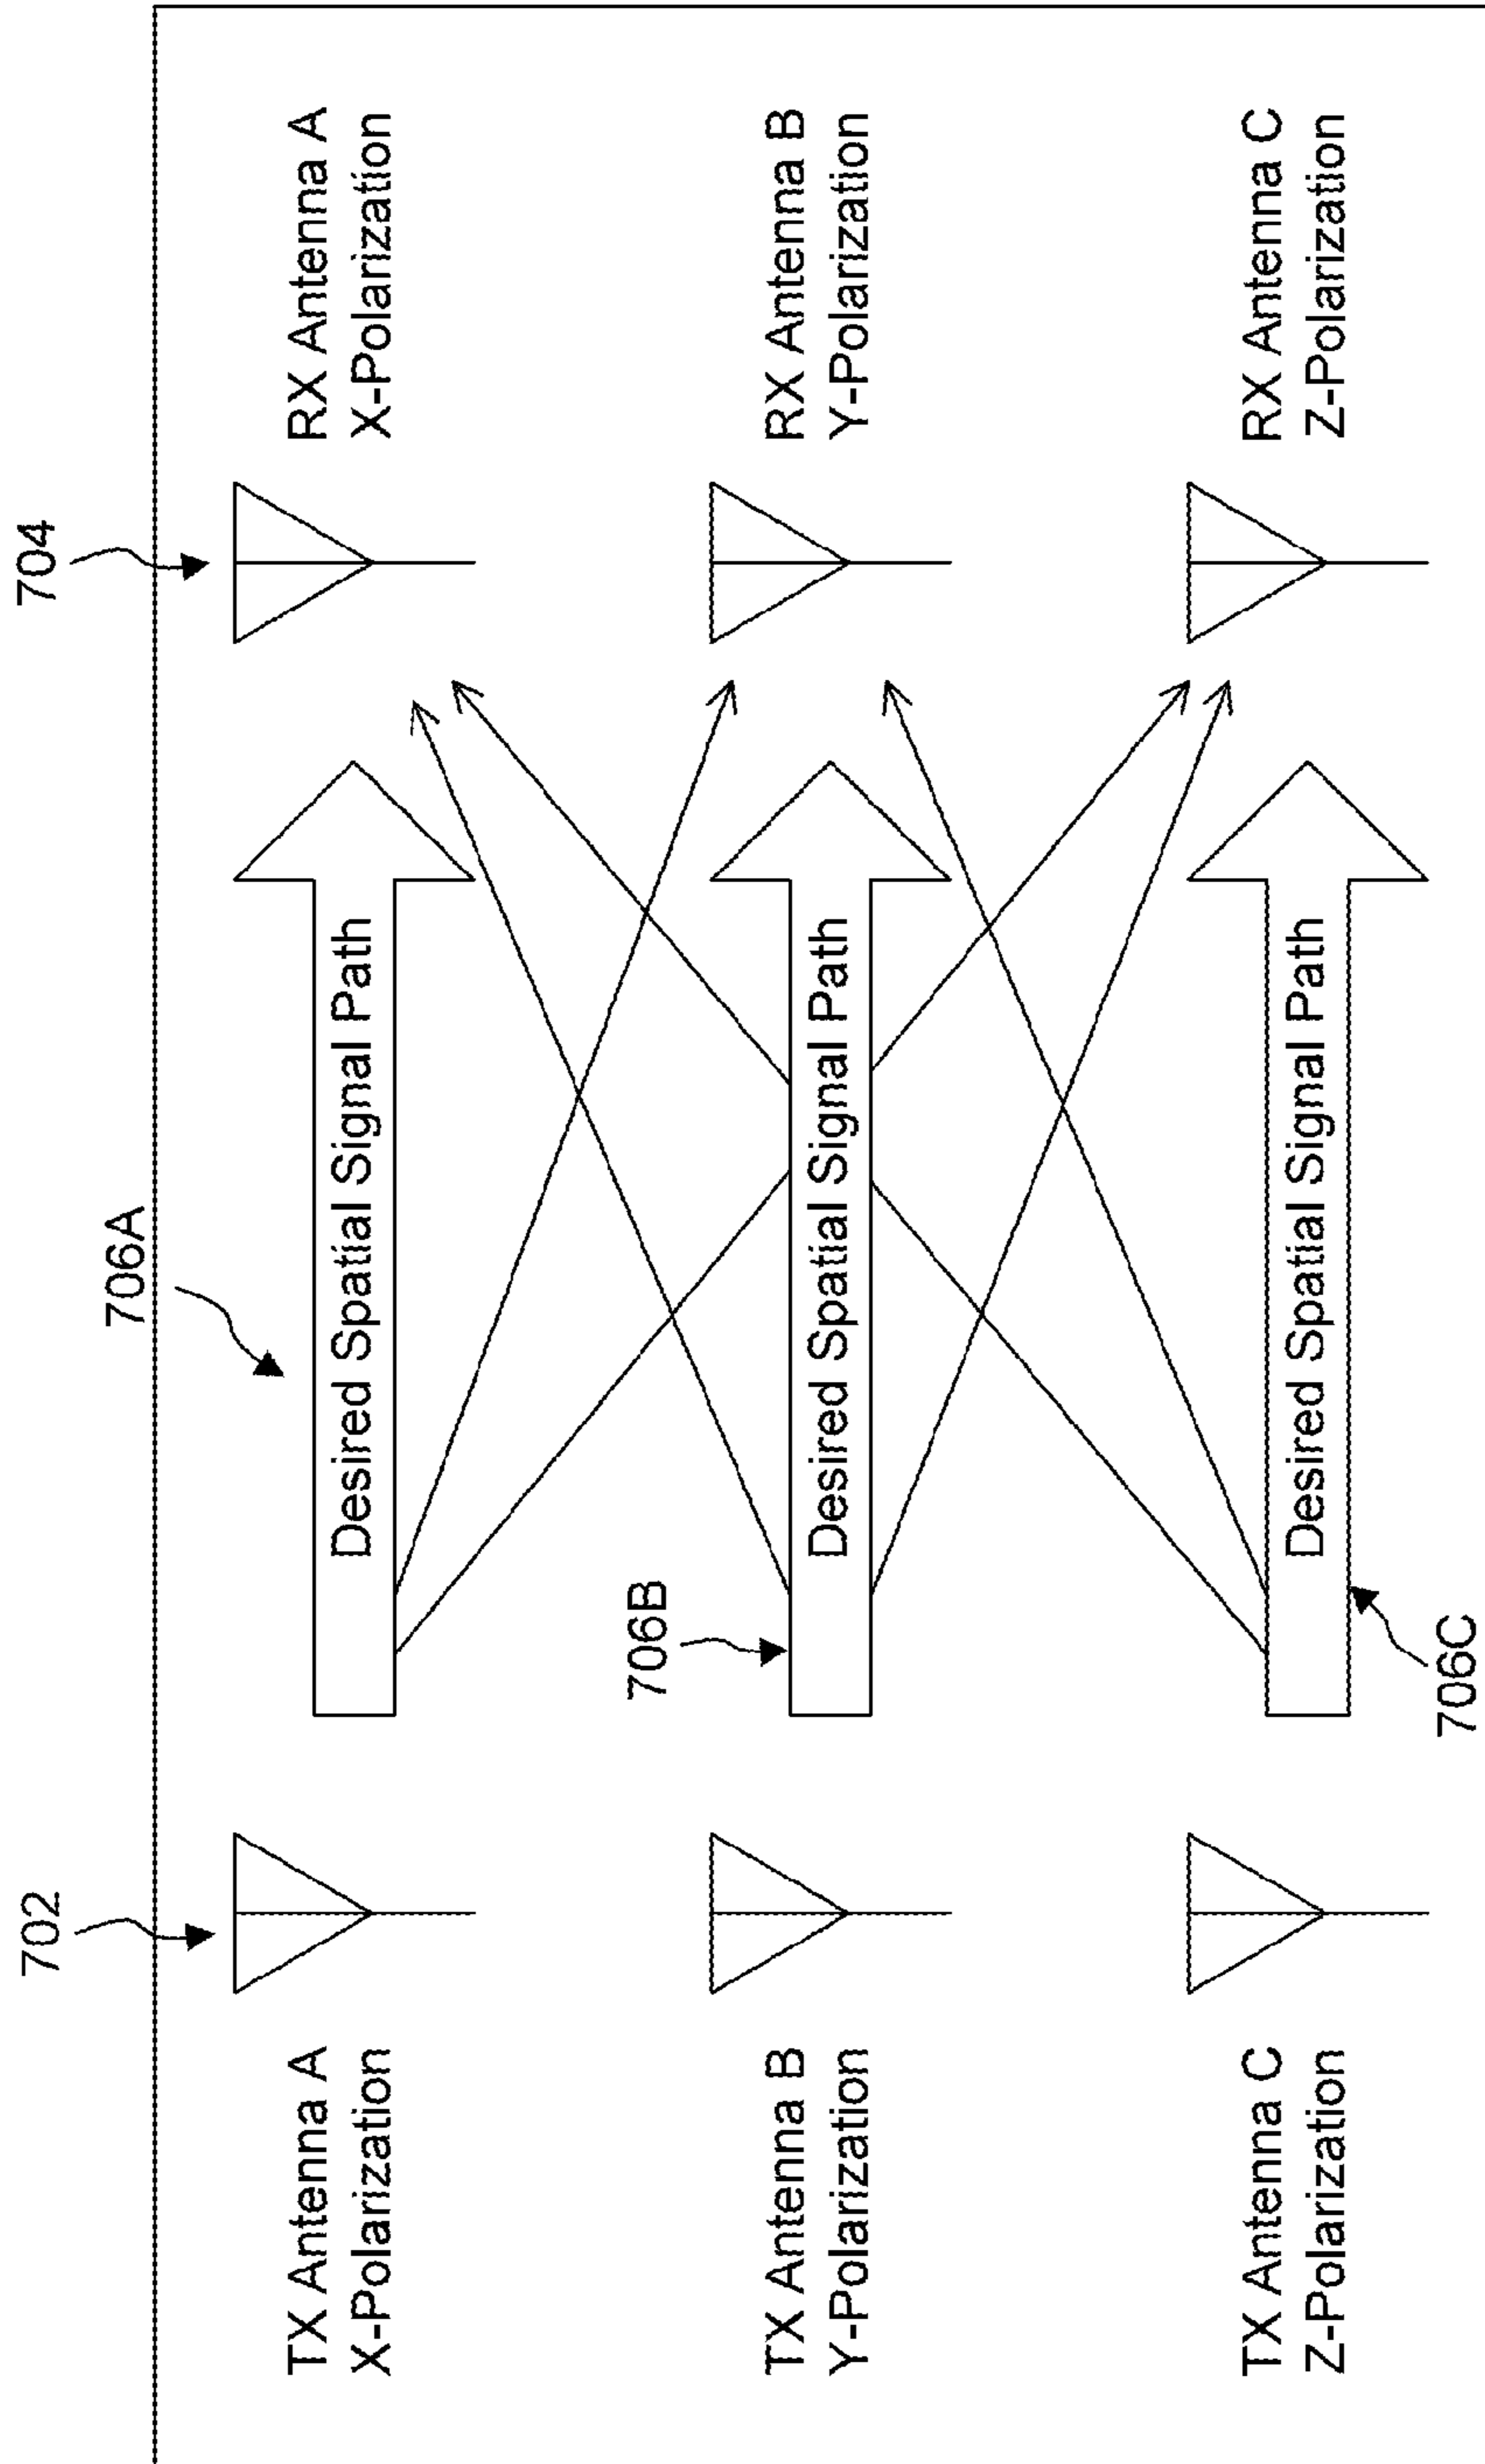 702
704
706A
TX Antenna A
X-Polarization
Desired Spatial Signal Path
RX Antenna A
X-Polarization
706B
TX Antenna B
Y-Polarization
Desired Spatial Signal Path
RX Antenna B
Y-Polarization
TX Antenna C
Z-Polarization
Desired Spatial Signal Path
RX Antenna C
Z-Polarization
706C